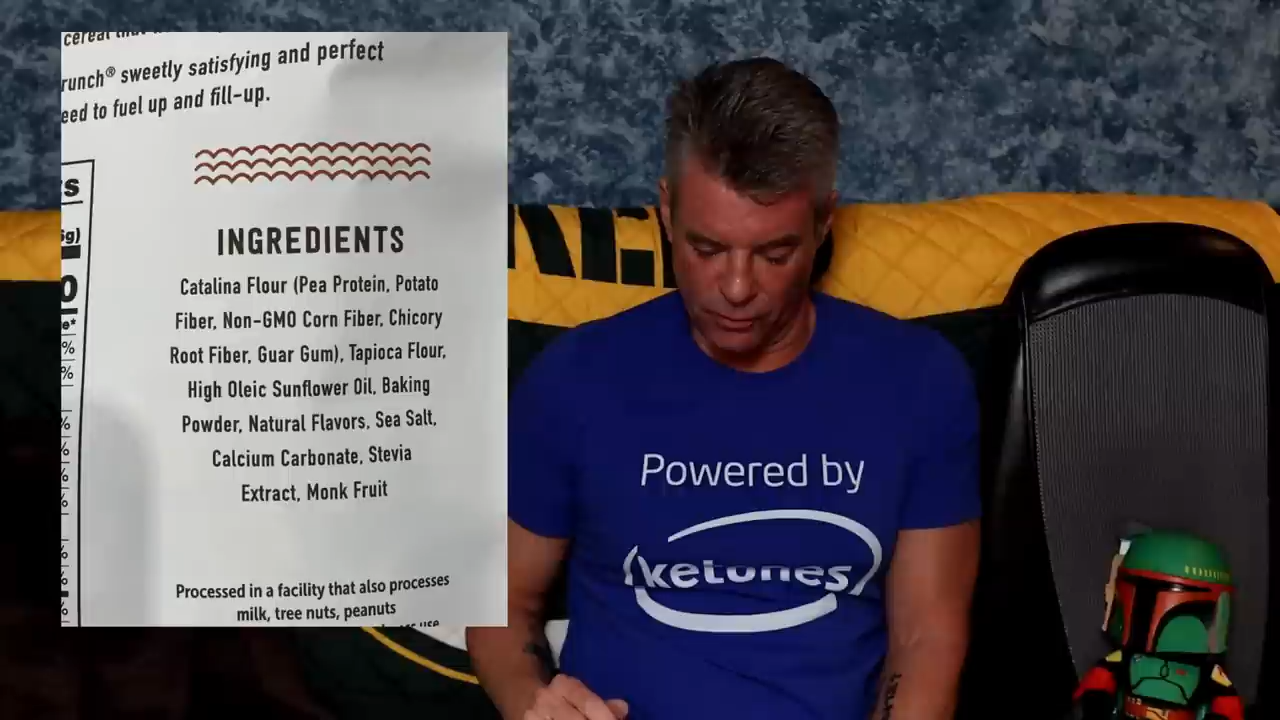 runch® sweetly satisfying and perfect
eed to fuel up and fill-up.
INGREDIENTS
Catalina Flour (Pea Protein, Potato
Fiber, Non-GMO Corn Fiber, Chicory
Root Fiber, Guar Gum), Tapioca Flour,
High Oleic Sunflower Oil, Baking
Powder, Natural Flavors, Sea Salt,
Calcium Carbonate, Stevia
Extract, Monk Fruit
Processed in a facility that also processes
milk, tree nuts, peanuts
Powered by
ketones